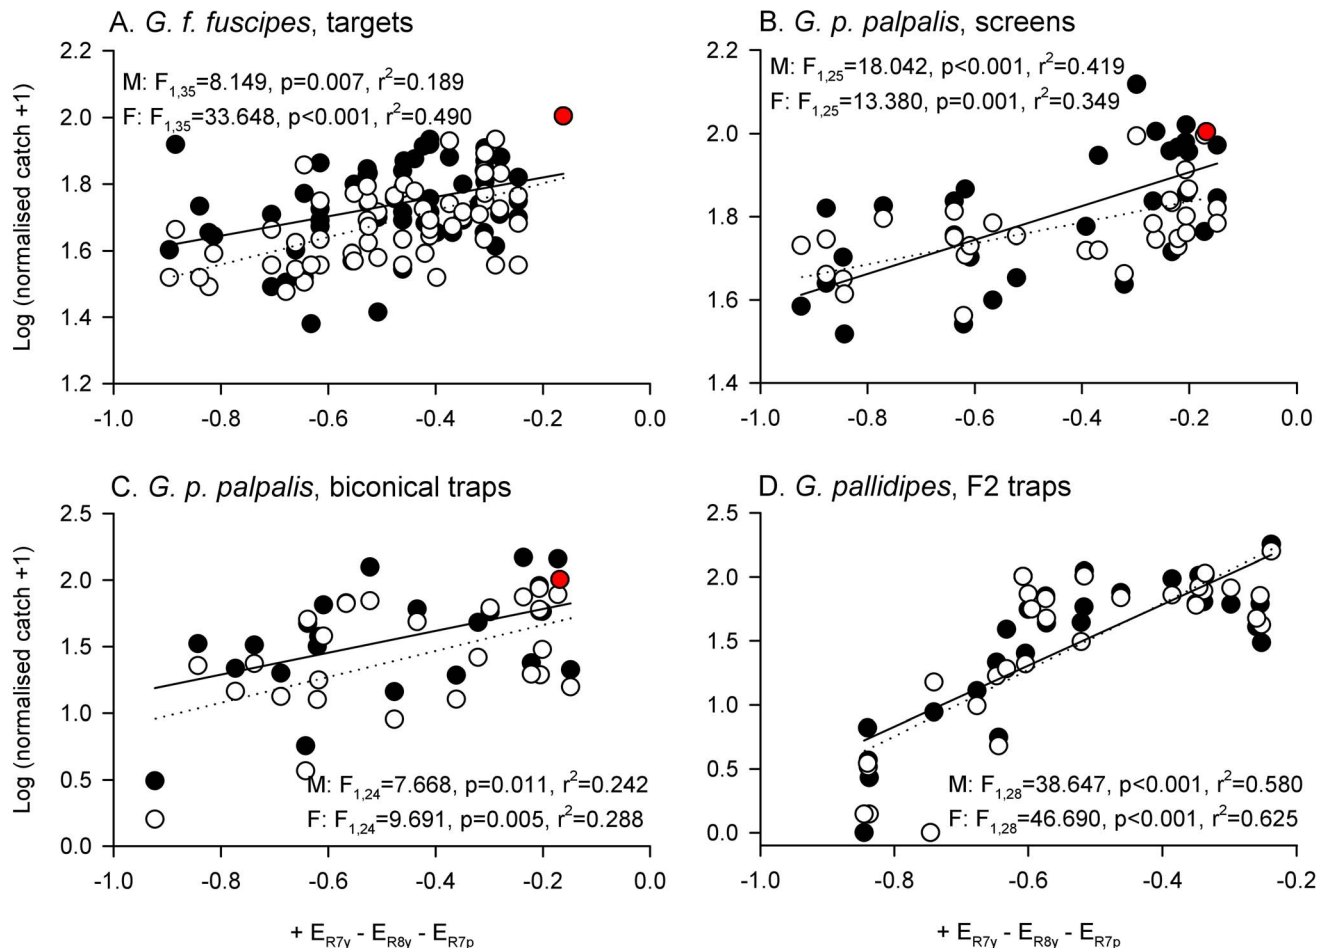 A. G. f. fuscipes, targets
M: F1,35=8.149, p=0.007, r2=0.189
F: F1,35=33.648, p<0.001, r2=0.490
Log (normalised catch +1)
2.2
2.0
1.8
1.6
1.4
1.2
-1.0 -0.8 -0.6 -0.4 -0.2 0.0
B. G. p. palpalis, screens
M: F1,25=18.042, p<0.001, r2=0.419
F: F1,25=13.380, p=0.001, r2=0.349
2.2
2.0
1.8
1.6
1.4
-1.0 -0.8 -0.6 -0.4 -0.2 0.0
C. G. p. palpalis, biconical traps
Log (normalised catch +1)
2.5
2.0
1.5
1.0
0.5
0.0
M: F1,24=7.668, p=0.011, r2=0.242
F: F1,24=9.691, p=0.005, r2=0.288
-1.0 -0.8 -0.6 -0.4 -0.2 0.0
+ ER7y - ER8y - ER7p
D. G. pallidipes, F2 traps
2.5
2.0
1.5
1.0
0.5
0.0
M: F1,28=38.647, p<0.001, r2=0.580
F: F1,28=46.690, p<0.001, r2=0.625
-1.0 -0.8 -0.6 -0.4 -0.2
+ ER7y - ER8y - ER7p